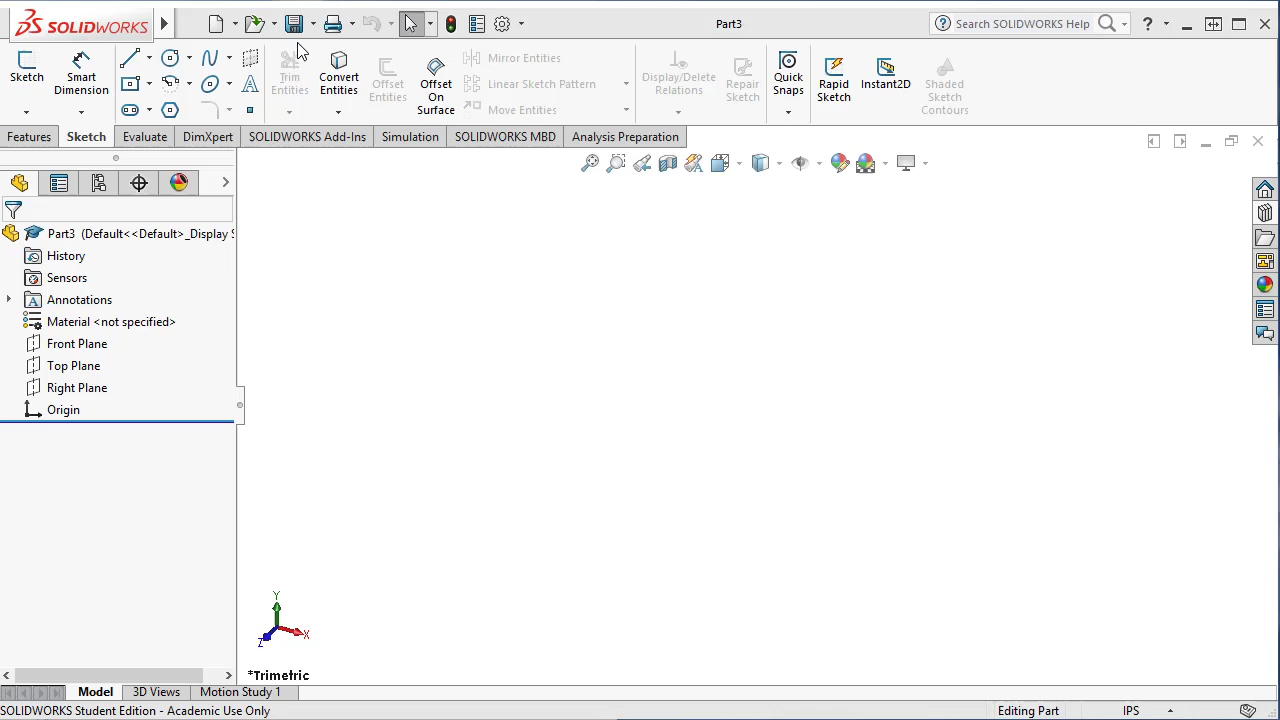 SOLIDWORKS
Part3
Search SOLIDWORKS Help
?
Sketch
Smart Dimension
Trim Entities
Convert Entities
Offset Entities
Offset On Surface
Mirror Entities
Linear Sketch Pattern
Move Entities
Display/Delete Relations
Repair Sketch
Quick Snaps
Rapid Sketch
Instant2D
Shaded Sketch Contours
Features
Sketch
Evaluate
DimXpert
SOLIDWORKS Add-Ins
Simulation
SOLIDWORKS MBD
Analysis Preparation
Part3 (Default<<Default>_Display S
History
Sensors
Annotations
Material <not specified>
Front Plane
Top Plane
Right Plane
Origin
Y
X
Z
*Trimetric
Model
3D Views
Motion Study 1
SOLIDWORKS Student Edition - Academic Use Only
Editing Part
IPS